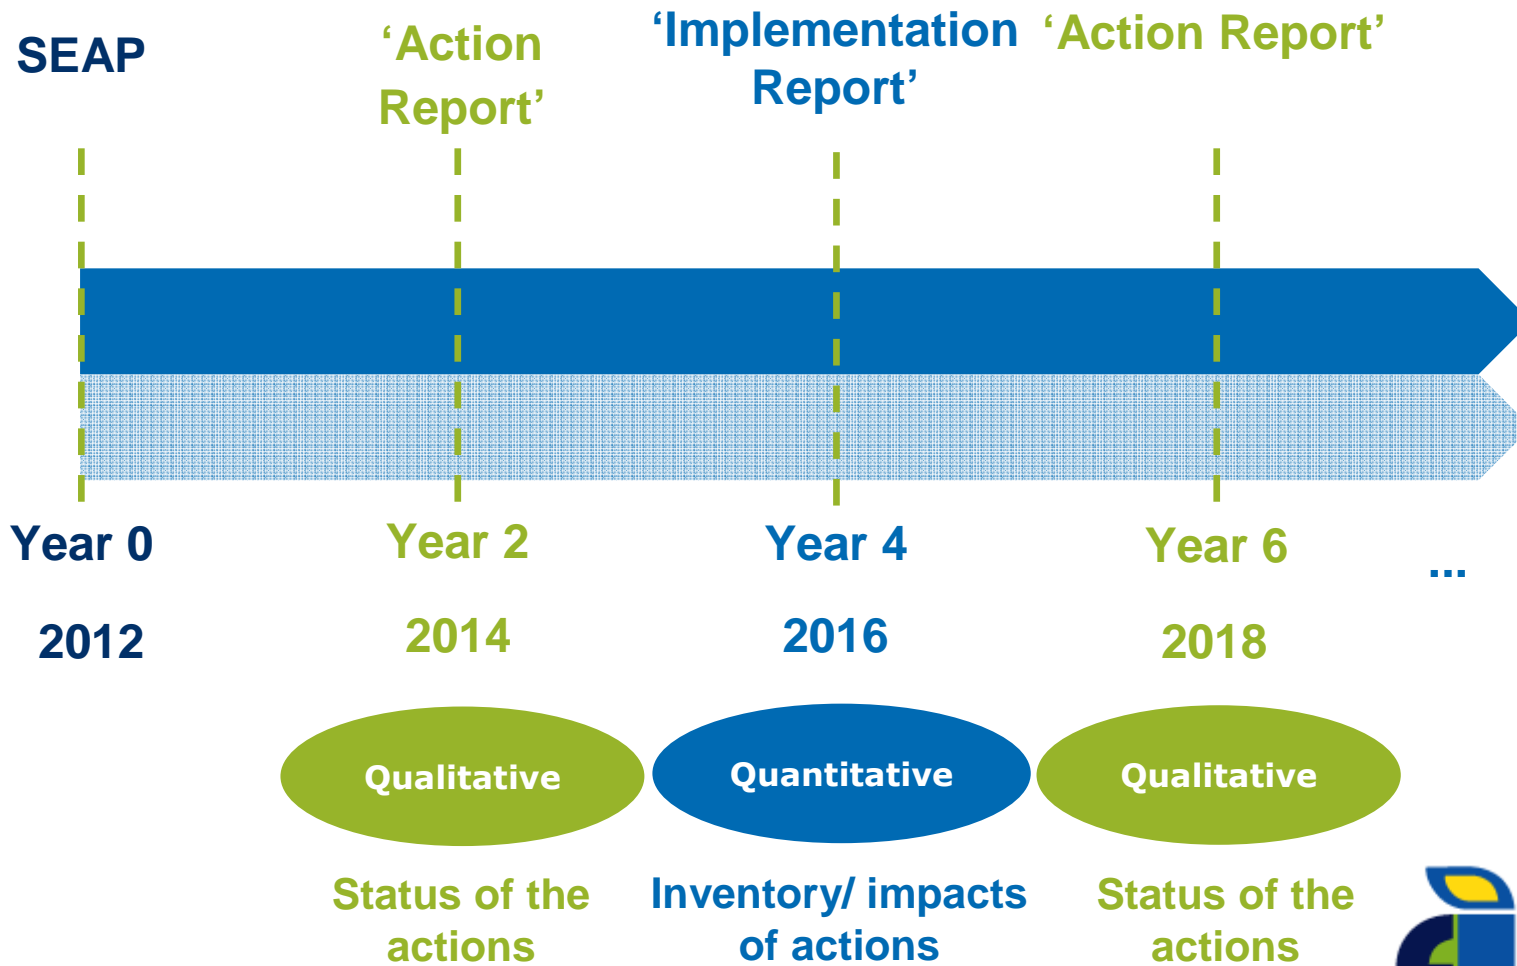 SEAP
‘Action
Report’
‘Implementation
Report’
‘Action Report’
Year 0
Year 2
Year 4
Year 6
...
2012
2014
2016
2018
Qualitative
Quantitative
Qualitative
Status of the
actions
Inventory/ impacts
of actions
Status of the
actions